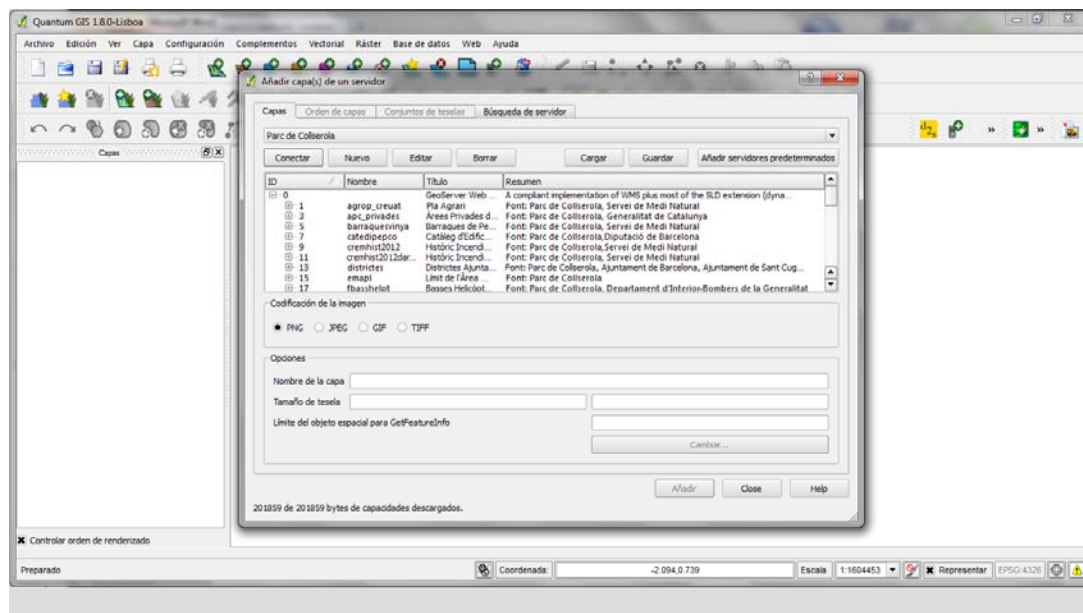 Quantum GIS 1.8.0-Lisboa
Archivo Edición Ver Capa Configuración Complementos Vectorial Ráster Base de datos Web Ayuda
Añadir capa(s) de un servidor
Capas Orden de capas Conjuntos de teselas Búsqueda de servidor
Parc de Collserola
Conectar Nuevo Editar Borrar Cargar Guardar Añadir servidores predeterminados
Capas
ID Nombre Título Resumen
0 GeoServer Web ... A compliant implementation of WMS plus most of the SLD extension (dyna...
1 agrop_creuat Pla Agrari Font: Parc de Collserola, Servei de Medi Natural
3 apc_privades Àrees Privades d... Font: Parc de Collserola, Generalitat de Catalunya
5 barraquesvinya Barraques de Pe... Font: Parc de Collserola, Servei de Medi Natural
7 catedipepco Catàleg d'Edific... Font: Parc de Collserola,Diputació de Barcelona
9 cremhist2012 Històric Incendi... Font: Parc de Collserola,Servei de Medi Natural
11 cremhist2012dar... Històric Incendi... Font: Parc de Collserola, Servei de Medi Natural
13 districtes Districtes Ajunta... Font: Parc de Collserola, Ajuntament de Barcelona, Ajuntament de Sant Cug...
15 emapi Límit de l'Àrea ... Font: Parc de Collserola
17 fbasshelot Basses Helicòpt... Font: Parc de Collserola, Departament d'Interior-Bombers de la Generalitat
Codificación de la imagen
PNG JPEG GIF TIFF
Opciones
Nombre de la capa
Tamaño de tesela
Límite del objeto espacial para GetFeatureInfo
Cambiar...
Añadir Close Help
201859 de 201859 bytes de capacidades descargados.
Controlar orden de renderizado
Preparado Coordenada: -2.094,0.739 Escala 1:1604453 Representar EPSG:4326